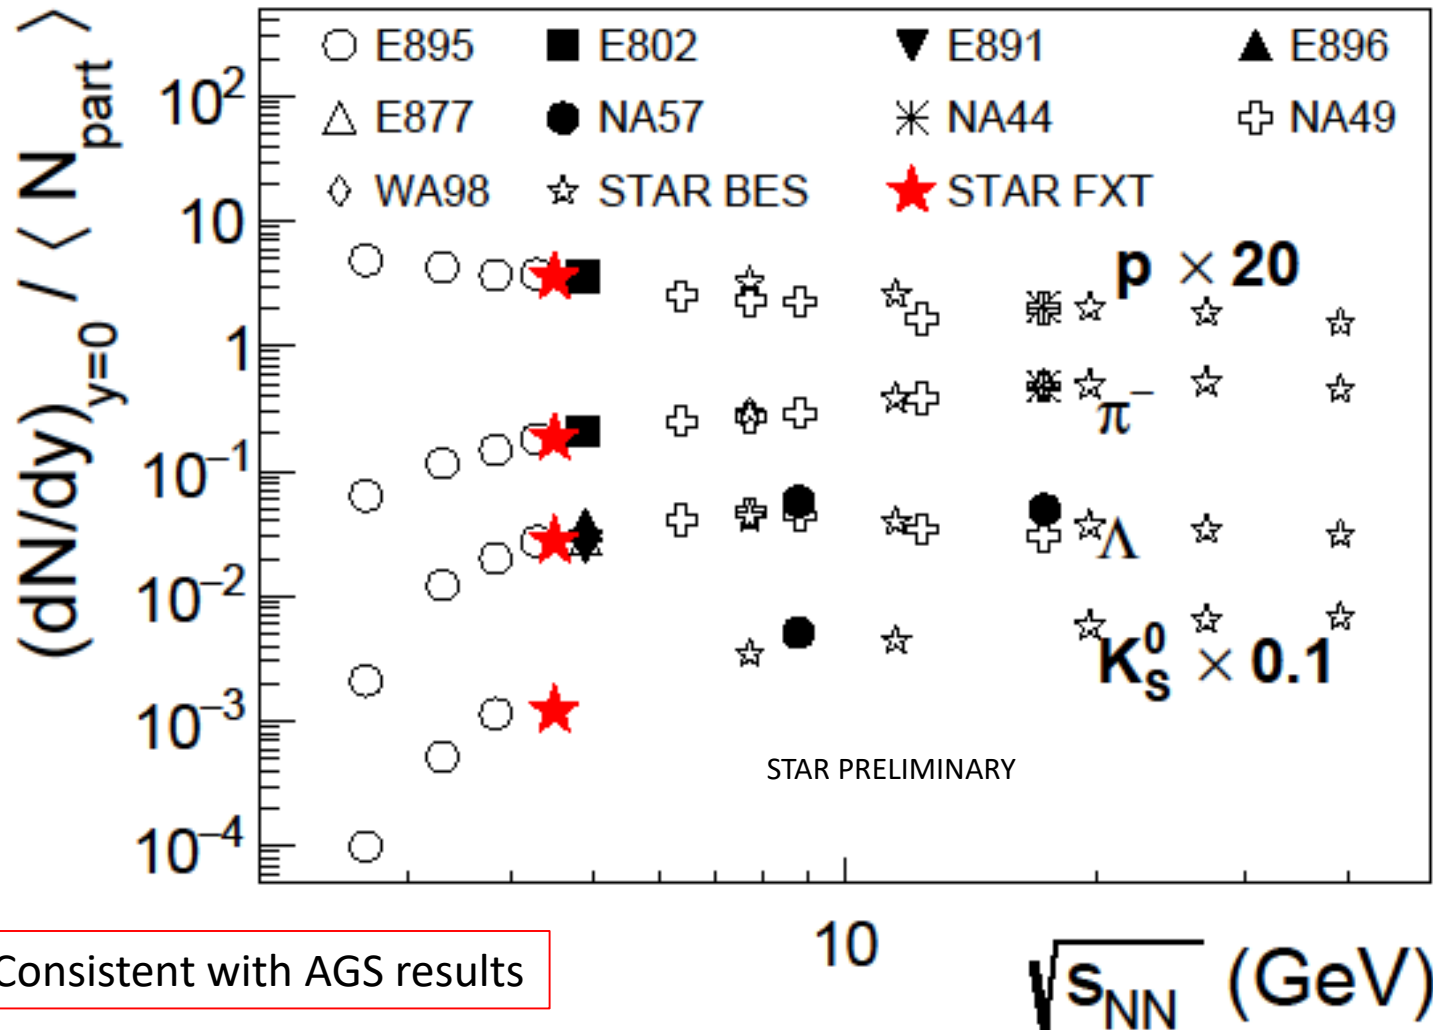 (dN/dy)y=0 / ⟨ Npart ⟩
E895 E802 E891 E896
E877 NA57 NA44 NA49
WA98 STAR BES STAR FXT
10²
10
1
10⁻¹
10⁻²
10⁻³
10⁻⁴
p × 20
π⁻
Λ
K⁰S × 0.1
STAR PRELIMINARY
10
√sNN (GeV)
Consistent with AGS results